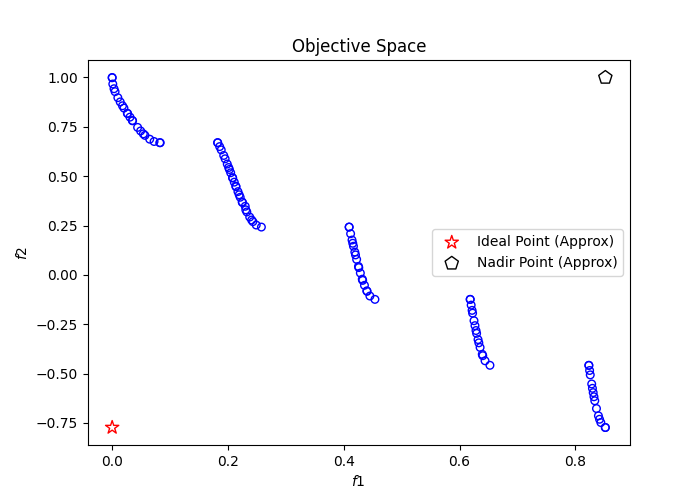 Objective Space
1.00
0.75
0.50
0.25
0.00
−0.25
−0.50
−0.75
f2
Ideal Point (Approx)
Nadir Point (Approx)
0.0 0.2 0.4 0.6 0.8
f1